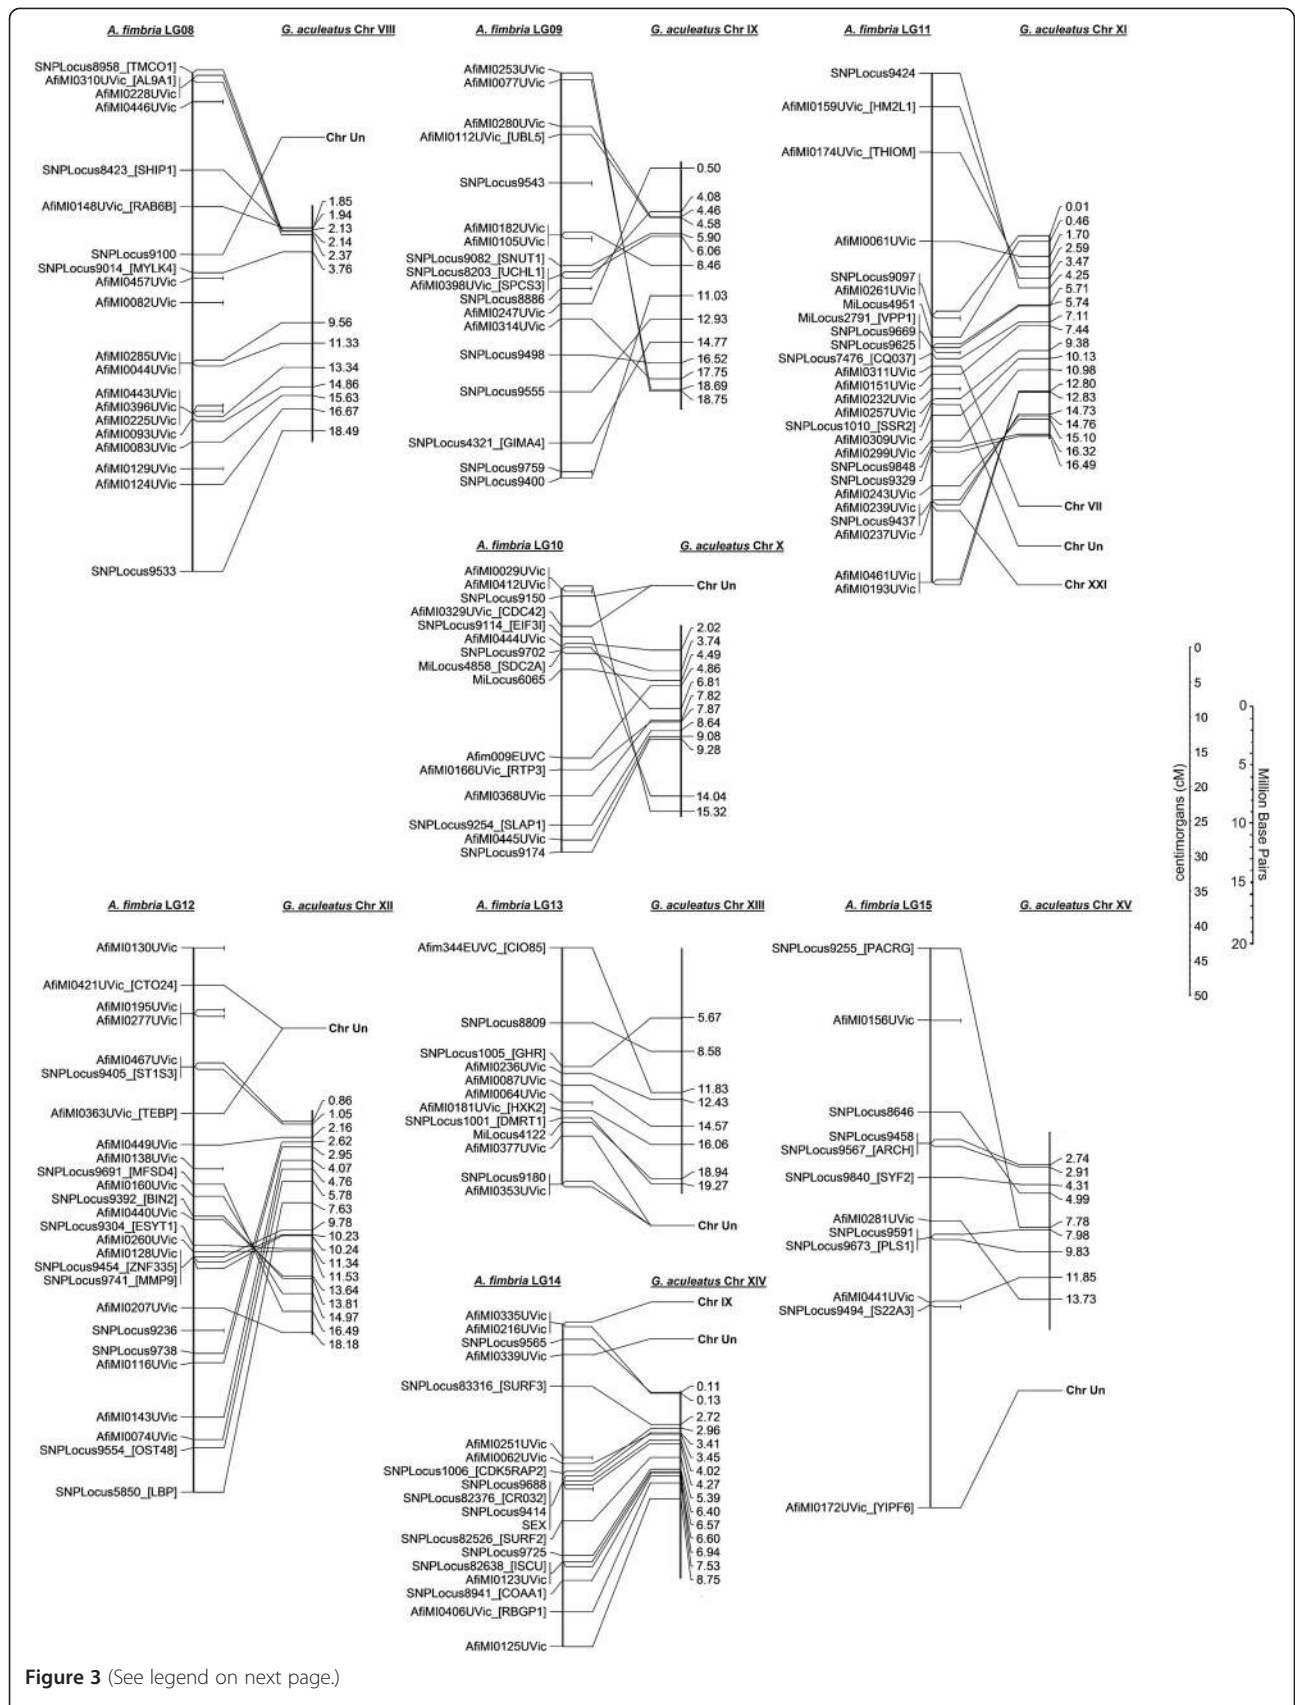 A. fimbria LG08
G. aculeatus Chr VIII
SNPLocus8958_[TMCO1]
AfiMI0310UVic_[AL9A1]
AfiMI0228UVic
AfiMI0446UVic
SNPLocus8423_[SHIP1]
AfiMI0148UVic_[RAB6B]
SNPLocus9100
SNPLocus9014_[MYLK4]
AfiMI0457UVic
AfiMI0082UVic
AfiMI0285UVic
AfiMI0044UVic
AfiMI0443UVic
AfiMI0396UVic
AfiMI0225UVic
AfiMI0093UVic
AfiMI0083UVic
AfiMI0129UVic
AfiMI0124UVic
SNPLocus9533
Chr Un
1.85
1.94
2.13
2.14
2.37
3.76
9.56
11.33
13.34
14.86
15.63
16.67
18.49
A. fimbria LG09
G. aculeatus Chr IX
AfiMI0253UVic
AfiMI0077UVic
AfiMI0280UVic
AfiMI0112UVic_[UBL5]
SNPLocus9543
AfiMI0182UVic
AfiMI0105UVic
SNPLocus9082_[SNUT1]
SNPLocus8203_[UCHL1]
AfiMI0398UVic_[SPCS3]
SNPLocus8886
AfiMI0247UVic
AfiMI0314UVic
SNPLocus9498
SNPLocus9555
SNPLocus4321_[GIMA4]
SNPLocus9759
SNPLocus9400
0.50
4.08
4.46
4.58
5.90
6.06
8.46
11.03
12.93
14.77
16.52
17.75
18.69
18.75
A. fimbria LG11
G. aculeatus Chr XI
SNPLocus9424
AfiMI0159UVic_[HM2L1]
AfiMI0174UVic_[THIOM]
AfiMI0061UVic
SNPLocus9097
AfiMI0261UVic
MiLocus4951
MiLocus2791_[VPP1]
SNPLocus9669
SNPLocus9625
SNPLocus7476_[CQ037]
AfiMI0311UVic
AfiMI0151UVic
AfiMI0232UVic
AfiMI0257UVic
SNPLocus1010_[SSR2]
AfiMI0309UVic
AfiMI0299UVic
SNPLocus9848
SNPLocus9329
AfiMI0243UVic
AfiMI0239UVic
SNPLocus9437
AfiMI0237UVic
AfiMI0461UVic
AfiMI0193UVic
0.01
0.46
1.70
2.59
3.47
4.25
5.71
5.74
7.11
7.44
9.38
10.13
10.98
12.80
12.83
14.73
14.76
15.10
16.32
16.49
Chr VII
Chr Un
Chr XXI
A. fimbria LG10
G. aculeatus Chr X
AfiMI0029UVic
AfiMI0412UVic
SNPLocus9150
AfiMI0329UVic_[CDC42]
SNPLocus9114_[EIF3I]
AfiMI0444UVic
SNPLocus9702
MiLocus4858_[SDC2A]
MiLocus6065
Afim009EUVC
AfiMI0166UVic_[RTP3]
AfiMI0368UVic
SNPLocus9254_[SLAP1]
AfiMI0445UVic
SNPLocus9174
Chr Un
2.02
3.74
4.49
4.86
6.81
7.82
7.87
8.64
9.08
9.28
14.04
15.32
centimorgans (cM)
0
5
10
15
20
25
30
35
40
45
50
Million Base Pairs
0
5
10
15
20
A. fimbria LG12
G. aculeatus Chr XII
AfiMI0130UVic
AfiMI0421UVic_[CTO24]
AfiMI0195UVic
AfiMI0277UVic
AfiMI0467UVic
SNPLocus9405_[ST1S3]
AfiMI0363UVic_[TEBP]
AfiMI0449UVic
AfiMI0138UVic
SNPLocus9691_[MFSD4]
AfiMI0160UVic
SNPLocus9392_[BIN2]
AfiMI0440UVic
SNPLocus9304_[ESYT1]
AfiMI0260UVic
AfiMI0128UVic
SNPLocus9454_[ZNF335]
SNPLocus9741_[MMP9]
AfiMI0207UVic
SNPLocus9236
SNPLocus9738
AfiMI0116UVic
AfiMI0143UVic
AfiMI0074UVic
SNPLocus9554_[OST48]
SNPLocus5850_[LBP]
Chr Un
0.86
1.05
2.16
2.62
2.95
4.07
4.76
5.78
7.63
9.78
10.23
10.24
11.34
11.53
13.64
13.81
14.97
16.49
18.18
A. fimbria LG13
G. aculeatus Chr XIII
Afim344EUVC_[CIO85]
SNPLocus8809
SNPLocus1005_[GHR]
AfiMI0236UVic
AfiMI0087UVic
AfiMI0064UVic
AfiMI0181UVic_[HXK2]
SNPLocus1001_[DMRT1]
MiLocus4122
AfiMI0377UVic
SNPLocus9180
AfiMI0353UVic
5.67
8.58
11.83
12.43
14.57
16.06
18.94
19.27
Chr Un
A. fimbria LG15
G. aculeatus Chr XV
SNPLocus9255_[PACRG]
AfiMI0156UVic
SNPLocus8646
SNPLocus9458
SNPLocus9567_[ARCH]
SNPLocus9840_[SYF2]
AfiMI0281UVic
SNPLocus9591
SNPLocus9673_[PLS1]
AfiMI0441UVic
SNPLocus9494_[S22A3]
AfiMI0172UVic_[YIPF6]
2.74
2.91
4.31
4.99
7.78
7.98
9.83
11.85
13.73
Chr Un
A. fimbria LG14
G. aculeatus Chr XIV
AfiMI0335UVic
AfiMI0216UVic
SNPLocus9565
AfiMI0339UVic
SNPLocus83316_[SURF3]
AfiMI0251UVic
AfiMI0062UVic
SNPLocus1006_[CDK5RAP2]
SNPLocus9688
SNPLocus82376_[CR032]
SNPLocus9414
SEX
SNPLocus82526_[SURF2]
SNPLocus9725
SNPLocus82638_[ISCU]
AfiMI0123UVic
SNPLocus8941_[COAA1]
AfiMI0406UVic_[RBGP1]
AfiMI0125UVic
Chr IX
Chr Un
0.11
0.13
2.72
2.96
3.41
3.45
4.02
4.27
5.39
6.40
6.57
6.60
6.94
7.53
8.75
Figure 3 (See legend on next page.)